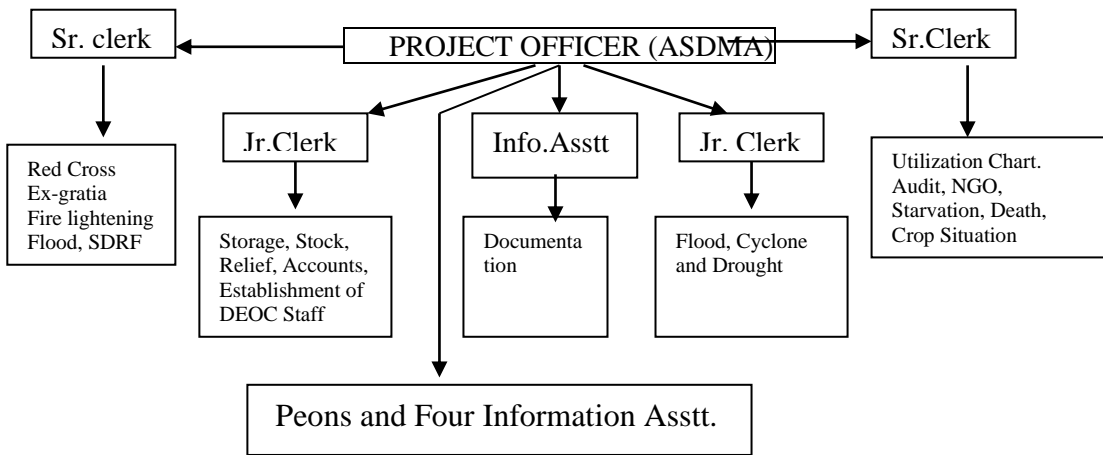 Sr. clerk
PROJECT OFFICER (ASDMA)
Sr.Clerk
Jr.Clerk
Info.Asstt
Jr. Clerk
Red Cross
Ex-gratia
Fire lightening
Flood, SDRF
Storage, Stock,
Relief, Accounts,
Establishment of
DEOC Staff
Documenta
tion
Flood, Cyclone
and Drought
Utilization Chart.
Audit, NGO,
Starvation, Death,
Crop Situation
Peons and Four Information Asstt.